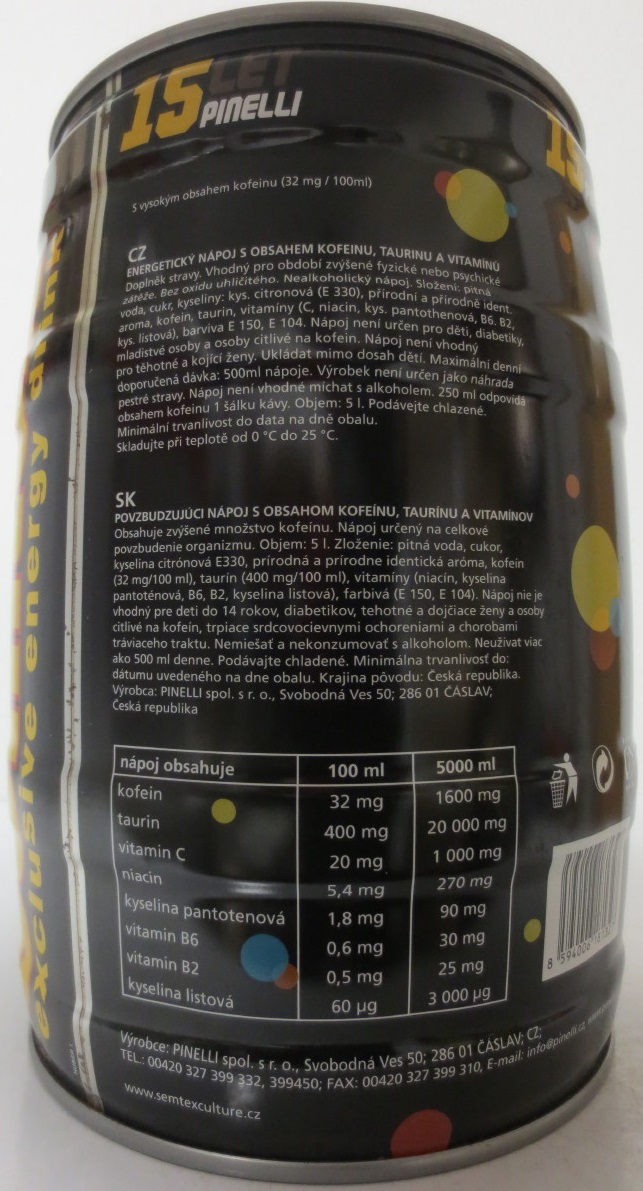 15 LET
PINELLI
15
S vysokým obsahem kofeinu (32 mg / 100ml)
CZ
ENERGETICKÝ NÁPOJ S OBSAHEM KOFEINU, TAURINU A VITAMÍNŮ
Doplněk stravy. Vhodný pro období zvýšené fyzické nebo psychické
zátěže. Bez oxidu uhličitého. Nealkoholický nápoj. Složení: pitná
voda, cukr, kyseliny: kys. citronová (E 330), přírodní a přírodně ident.
aroma, kofein, taurin, vitamíny (C, niacin, kys. pantothenová, B6, B2,
kys. listová), barviva E 150, E 104. Nápoj není určen pro děti, diabetiky,
mladistvé osoby a osoby citlivé na kofein. Nápoj není vhodný
pro těhotné a kojící ženy. Ukládat mimo dosah dětí. Maximální denní
doporučená dávka: 500ml nápoje. Výrobek není určen jako náhrada
pestré stravy. Nápoj není vhodné míchat s alkoholem. 250 ml odpovídá
obsahem kofeinu 1 šálku kávy. Objem: 5 l. Podávejte chlazené.
Minimální trvanlivost do data na dně obalu.
Skladujte při teplotě od 0 °C do 25 °C.
SK
POVZBUDZUJÚCI NÁPOJ S OBSAHOM KOFEÍNU, TAURÍNU A VITAMÍNOV
Obsahuje zvýšené množstvo kofeínu. Nápoj určený na celkové
povzbudenie organizmu. Objem: 5 l. Zloženie: pitná voda, cukor,
kyselina citrónová E330, prírodná a prírodne identická aróma, kofeín
(32 mg/100 ml), taurín (400 mg/100 ml), vitamíny (niacín, kyselina
pantoténová, B6, B2, kyselina listová), farbivá (E 150, E 104). Nápoj nie je
vhodný pre deti do 14 rokov, diabetikov, tehotné a dojčiace ženy a osoby
citlivé na kofeín, trpiace srdcovocievnymi ochoreniami a chorobami
tráviaceho traktu. Nemiešať a nekonzumovať s alkoholom. Neužívat viac
ako 500 ml denne. Podávajte chladené. Minimálna trvanlivosť do:
dátumu uvedeného na dne obalu. Krajina pôvodu: Česká republika.
Výrobca: PINELLI spol. s r. o., Svobodná Ves 50; 286 01 ČÁSLAV;
Česká republika
nápoj obsahuje 100 ml 5000 ml
kofein 32 mg 1600 mg
taurin 400 mg 20 000 mg
vitamin C 20 mg 1 000 mg
niacin 5,4 mg 270 mg
kyselina pantotenová 1,8 mg 90 mg
vitamin B6 0,6 mg 30 mg
vitamin B2 0,5 mg 25 mg
kyselina listová 60 µg 3 000 µg
Výrobce: PINELLI spol. s r. o., Svobodná Ves 50; 286 01 ČÁSLAV; CZ;
TEL.: 00420 327 399 332, 399450; FAX: 00420 327 399 310, E-mail: info@pinelli.cz,
www.semtexculture.cz
exclusive energy drink